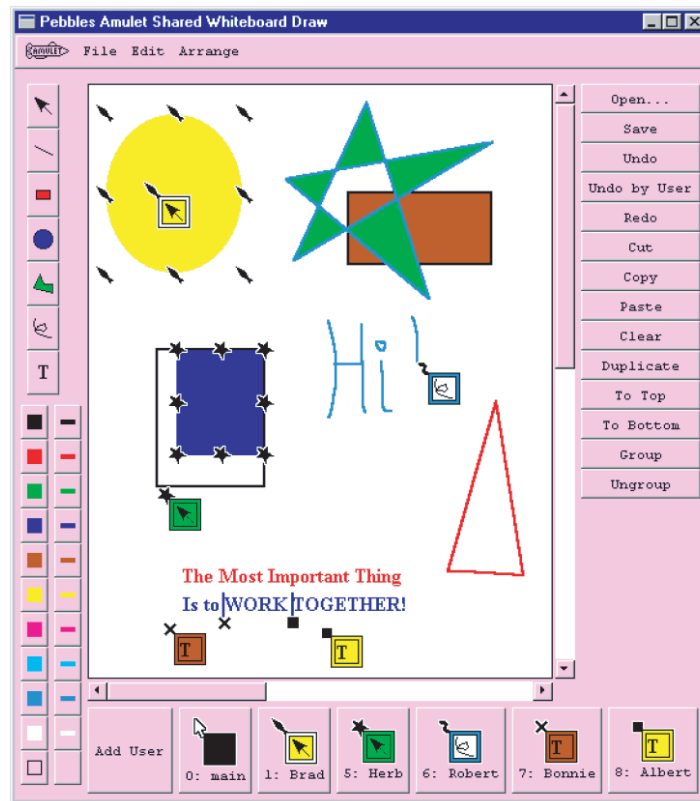 Pebbles Amulet Shared Whiteboard Draw
AMULET File Edit Arrange
Open...
Save
Undo
Undo by User
Redo
Cut
Copy
Paste
Clear
Duplicate
To Top
To Bottom
Group
Ungroup
T
Hi!
The Most Important Thing
Is to WORK TOGETHER!
T
T
Add User
0: main
1: Brad
5: Herb
6: Robert
T
7: Bonnie
T
8: Albert